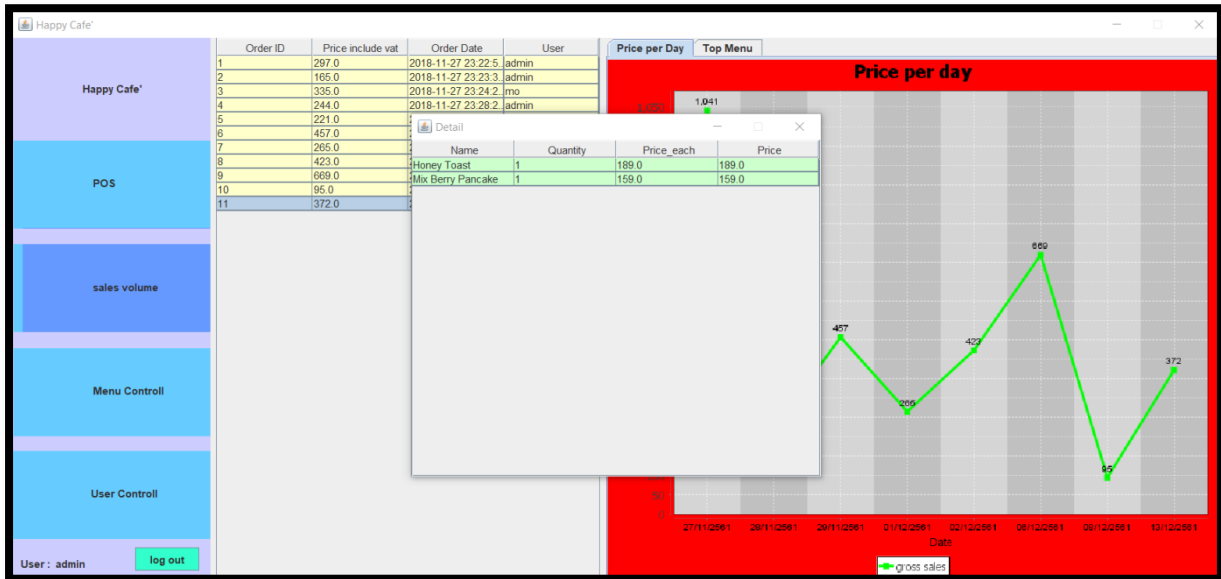 Happy Cafe'
Happy Cafe'
POS
sales volume
Menu Controll
User Controll
User : admin
log out
Order ID Price include vat Order Date User
1 297.0 2018-11-27 23:22:5.. admin
2 165.0 2018-11-27 23:23:3.. admin
3 335.0 2018-11-27 23:24:2.. mo
4 244.0 2018-11-27 23:28:2.. admin
5 221.0
6 457.0
7 265.0
8 423.0
9 669.0
10 95.0
11 372.0
Detail
Name Quantity Price_each Price
Honey Toast 1 189.0 189.0
Mix Berry Pancake 1 159.0 159.0
Price per Day Top Menu
Price per day
1,041
457
423
669
95
372
50
0
27/11/2561 28/11/2561 29/11/2561 01/12/2561 02/12/2561 13/12/2561
Date
gross sales